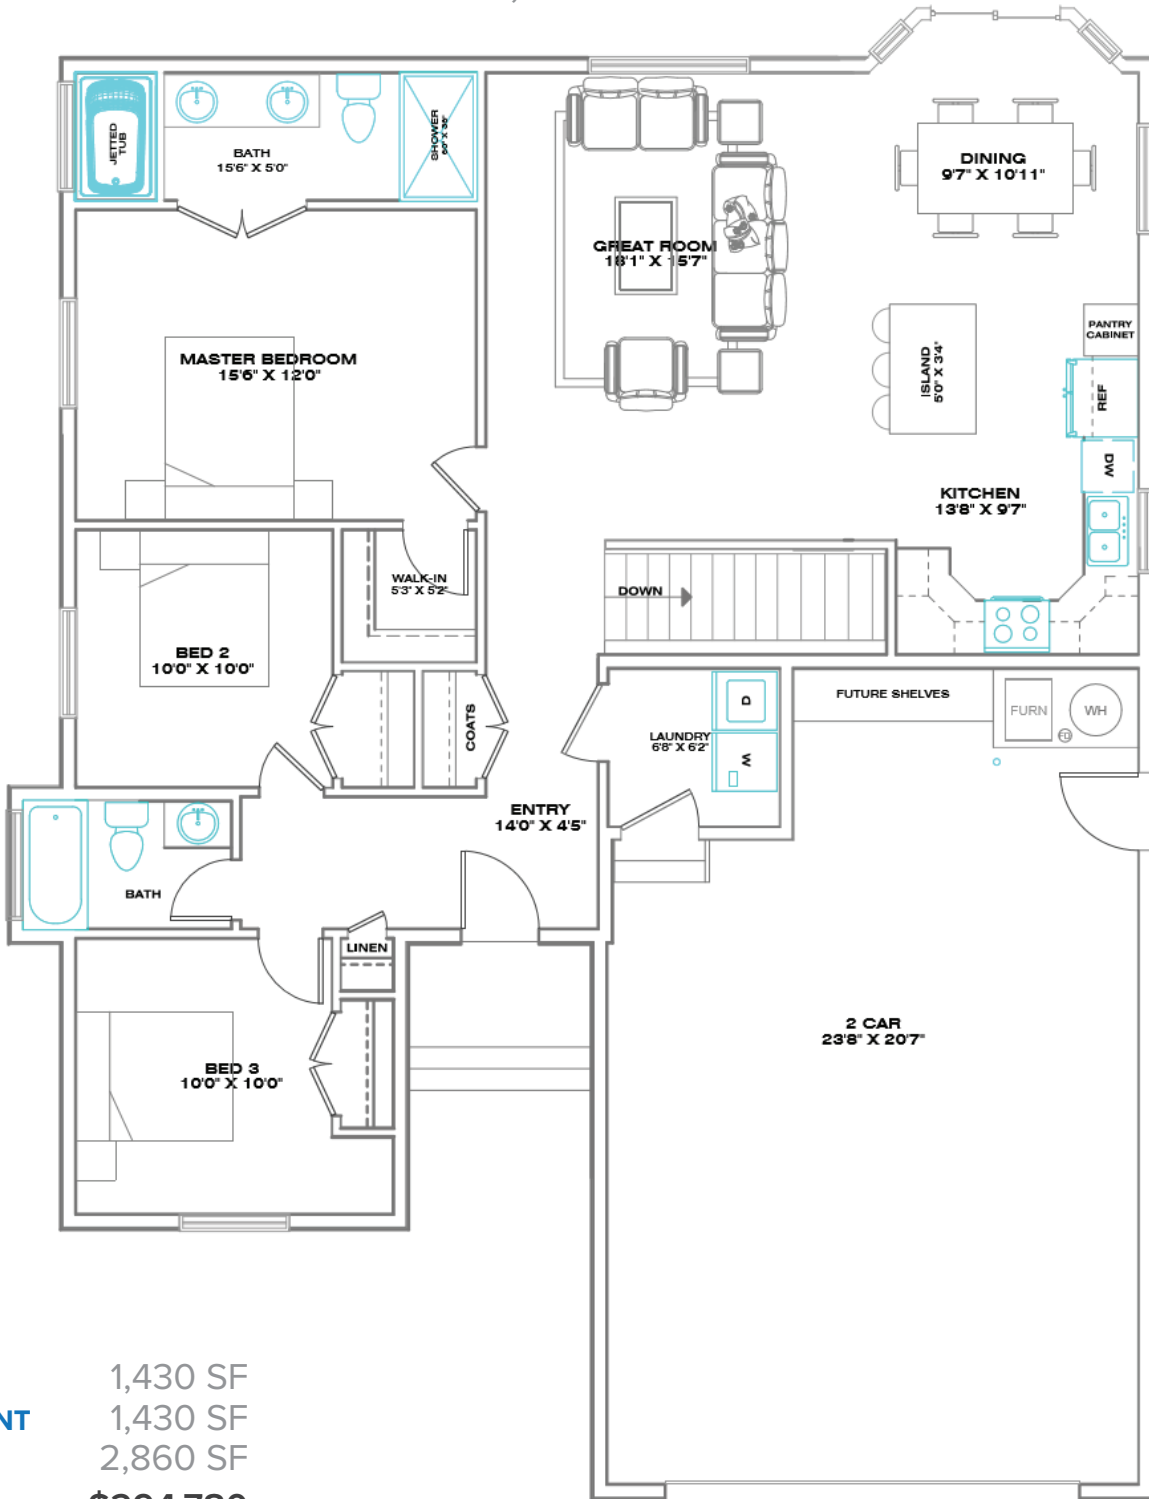 JETTED
TUB
BATH
15'6" X 5'0"
SHOWER
60" X 36"
DINING
9'7" X 10'11"
GREAT ROOM
18'1" X 15'7"
MASTER BEDROOM
15'6" X 12'0"
ISLAND
5'0" X 3'4"
PANTRY
CABINET
REF
DW
KITCHEN
13'8" X 9'7"
WALK-IN
5'3" X 5'2"
DOWN
BED 2
10'0" X 10'0"
COATS
LAUNDRY
6'8" X 6'2"
D
W
FUTURE SHELVES
FURN
WH
FD
ENTRY
14'0" X 4'5"
BATH
LINEN
BED 3
10'0" X 10'0"
2 CAR
23'8" X 20'7"
1,430 SF
NT 1,430 SF
2,860 SF